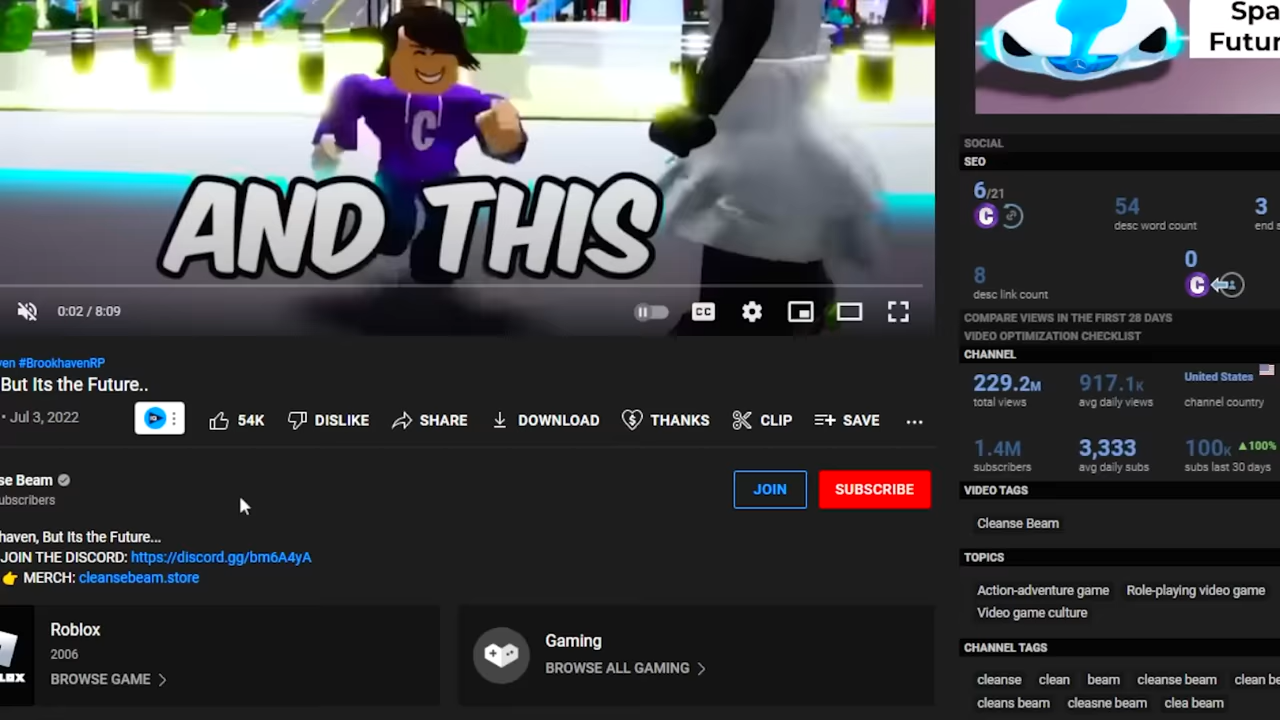 Spa
Futur
C
AND THIS
0:02 / 8:09
CC
ven #BrookhavenRP
But Its the Future..
• Jul 3, 2022
54K
DISLIKE
SHARE
DOWNLOAD
THANKS
CLIP
SAVE
se Beam
ubscribers
JOIN
SUBSCRIBE
haven, But Its the Future...
JOIN THE DISCORD: https://discord.gg/bm6A4yA
👉 MERCH: cleansebeam.store
Roblox
2006
BROWSE GAME
LOX
Gaming
BROWSE ALL GAMING
SOCIAL
SEO
6/21
C
54
desc word count
3
end s
8
desc link count
0
C
COMPARE VIEWS IN THE FIRST 28 DAYS
VIDEO OPTIMIZATION CHECKLIST
CHANNEL
229.2M
total views
917.1K
avg daily views
United States
channel country
1.4M
subscribers
3,333
avg daily subs
100K ▲100%
subs last 30 days
VIDEO TAGS
Cleanse Beam
TOPICS
Action-adventure game Role-playing video game
Video game culture
CHANNEL TAGS
cleanse clean beam cleanse beam clean be
cleans beam cleasne beam clea beam